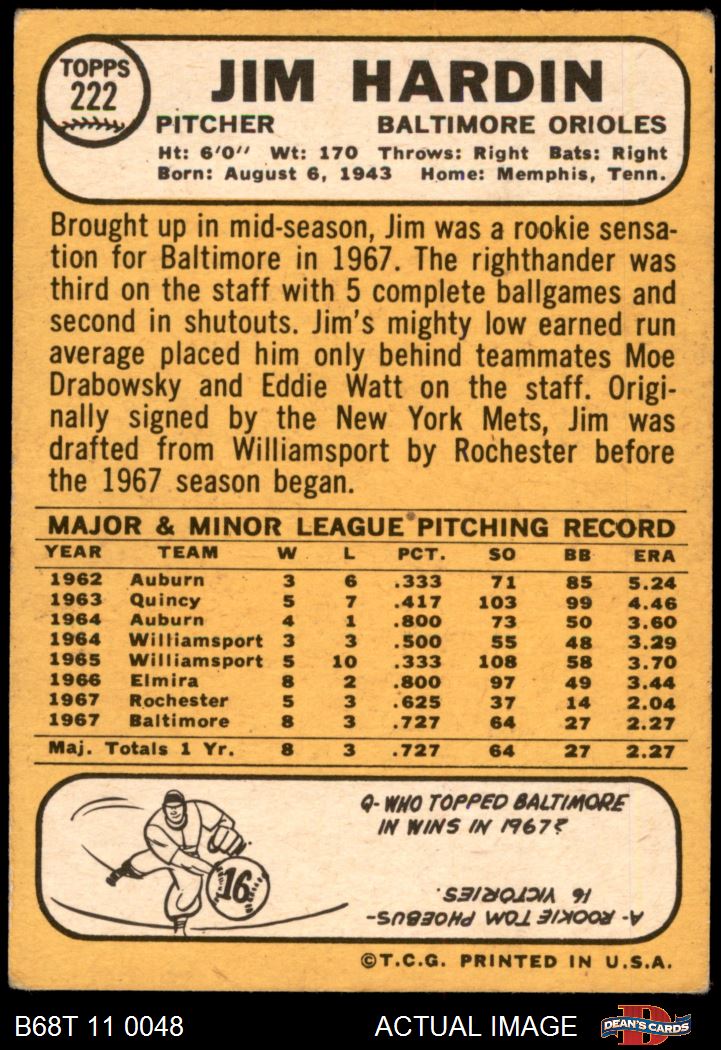 TOPPS
222
JIM HARDIN
PITCHER BALTIMORE ORIOLES
Ht: 6'0" Wt: 170 Throws: Right Bats: Right
Born: August 6, 1943 Home: Memphis, Tenn.
Brought up in mid-season, Jim was a rookie sensa-
tion for Baltimore in 1967. The righthander was
third on the staff with 5 complete ballgames and
second in shutouts. Jim's mighty low earned run
average placed him only behind teammates Moe
Drabowsky and Eddie Watt on the staff. Origi-
nally signed by the New York Mets, Jim was
drafted from Williamsport by Rochester before
the 1967 season began.
MAJOR & MINOR LEAGUE PITCHING RECORD
YEAR TEAM W L PCT. SO BB ERA
1962 Auburn 3 6 .333 71 85 5.24
1963 Quincy 5 7 .417 103 99 4.46
1964 Auburn 4 1 .800 73 50 3.60
1964 Williamsport 3 3 .500 55 48 3.29
1965 Williamsport 5 10 .333 108 58 3.70
1966 Elmira 8 2 .800 97 49 3.44
1967 Rochester 5 3 .625 37 14 2.04
1967 Baltimore 8 3 .727 64 27 2.27
Maj. Totals 1 Yr. 8 3 .727 64 27 2.27
16
Q- WHO TOPPED BALTIMORE
IN WINS IN 1967?
A- ROOKIE TOM PHOEBUS-
16 VICTORIES.
©T.C.G. PRINTED IN U.S.A.
B68T 11 0048 ACTUAL IMAGE D DEAN'S CARDS